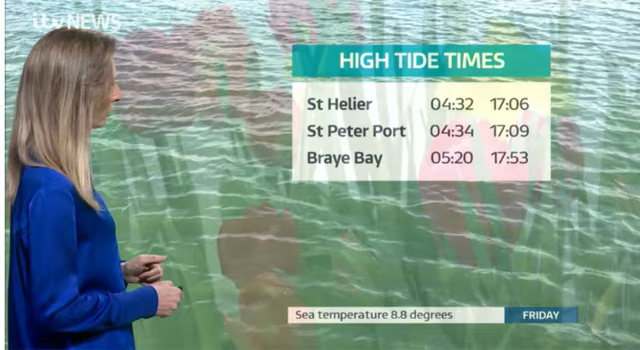 itv NEWS
HIGH TIDE TIMES
St Helier 04:32 17:06
St Peter Port 04:34 17:09
Braye Bay 05:20 17:53
Sea temperature 8.8 degrees FRIDAY